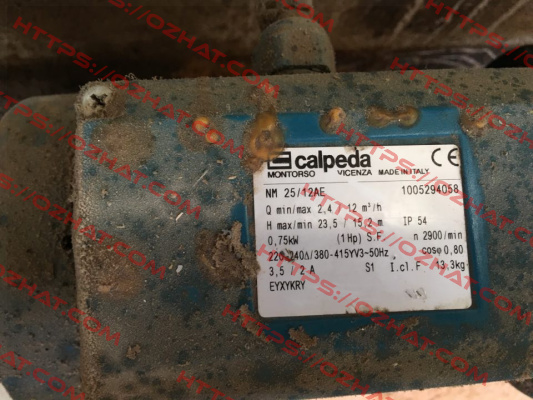 calpeda CE
MONTORSO VICENZA MADE IN ITALY
NM 25/12AE 1005294058
Q min/max 2,4 / 12 m³/h
H max/min 23,5 / 15,2 m IP 54
0,75kW (1Hp) S.F. n 2900/min
220-240Δ/380-415YV3~50Hz cosφ 0,80
3,5 / 2 A S1 I.cl.F 13,3kg
EYXYKRY
HTTPS://OZHAT.COM